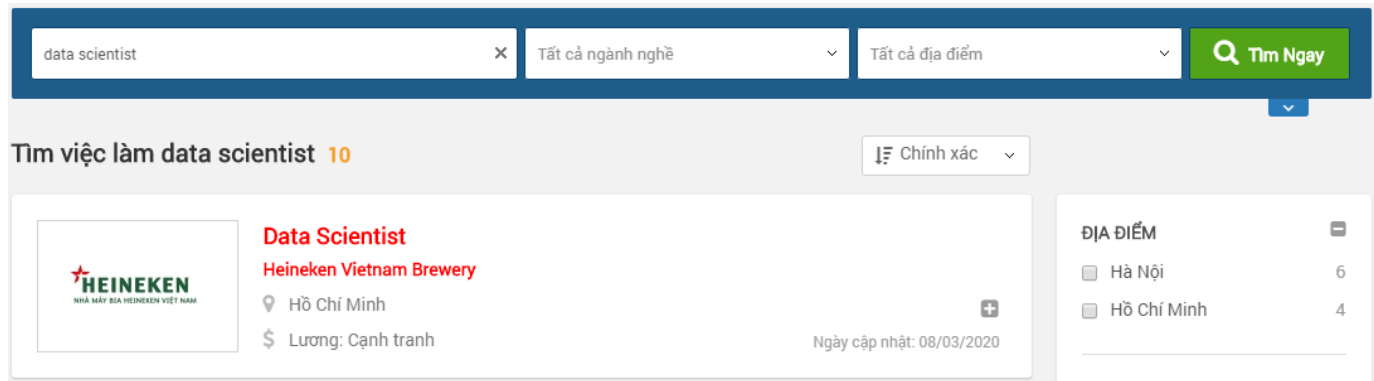 data scientist
Tất cả ngành nghề
Tất cả địa điểm
Tìm Ngay
Tìm việc làm data scientist 10
Chính xác
HEINEKEN
NHÀ MÁY BIA HEINEKEN VIỆT NAM
Data Scientist
Heineken Vietnam Brewery
Hồ Chí Minh
$ Lương: Cạnh tranh
Ngày cập nhật: 08/03/2020
ĐỊA ĐIỂM
Hà Nội 6
Hồ Chí Minh 4